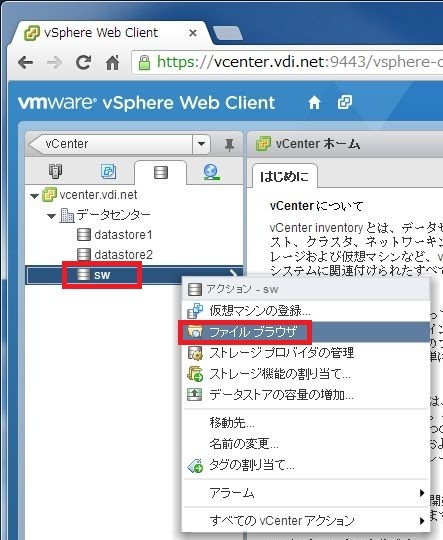 vSphere Web Client
https://vcenter.vdi.net:9443/vsphere-c
vmware® vSphere Web Client
vCenter
vCenter ホーム
はじめに
vcenter.vdi.net
データセンター
datastore1
datastore2
sw
vCenter について
vCenter inventory とは、データセ
スト、クラスタ、ネットワーキン
レージおよび仮想マシンなど、v
システムに関連付けられたすべて
アクション - sw
仮想マシンの登録...
ファイル ブラウザ
ストレージ プロバイダの管理
ストレージ機能の割り当て...
データストアの容量の増加...
移動先...
名前の変更...
タグの割り当て...
アラーム
すべての vCenter アクション